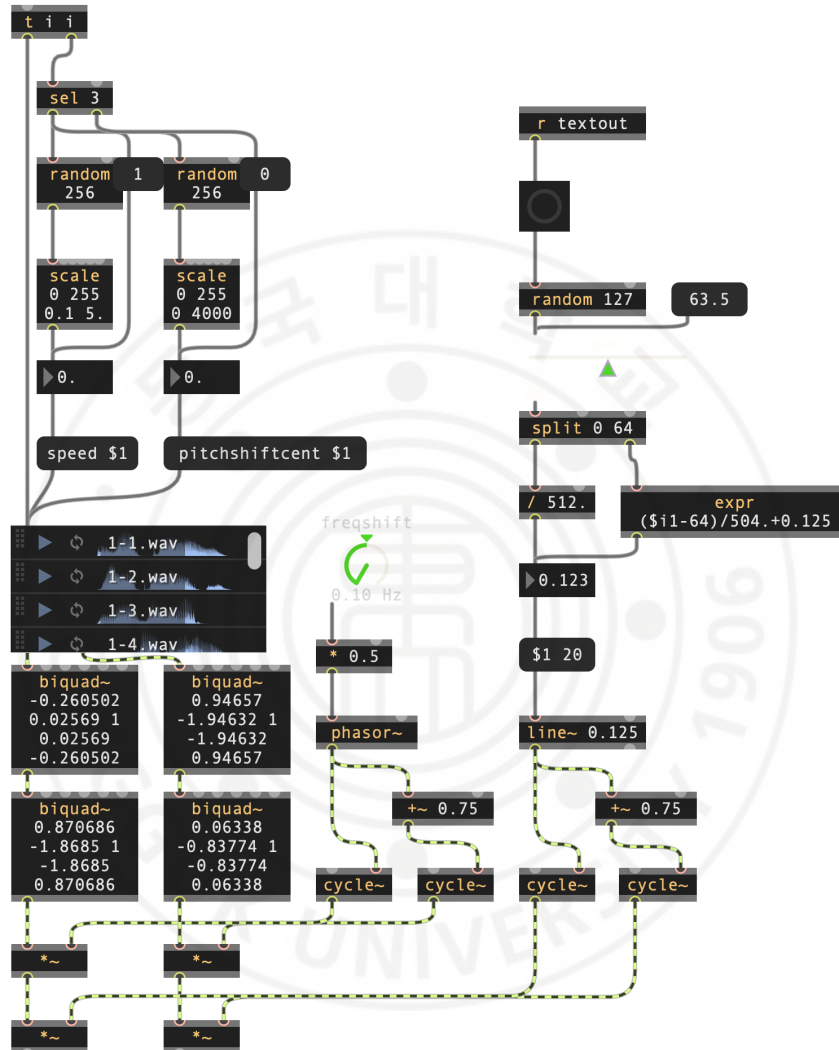 t i i
sel 3
random
256
1
random
256
0
scale
0 255
0.1 5.
scale
0 255
0 4000
0.
0.
speed $1
pitchshiftcent $1
1-1.wav
1-2.wav
1-3.wav
1-4.wav
biquad~
-0.260502
0.02569 1
0.02569
-0.260502
biquad~
0.94657
-1.94632 1
-1.94632
0.94657
biquad~
0.870686
-1.8685 1
-1.8685
0.870686
biquad~
0.06338
-0.83774 1
-0.83774
0.06338
*~
*~
*~
*~
freqshift
0.10 Hz
* 0.5
phasor~
+~ 0.75
cycle~
cycle~
r textout
random 127
63.5
split 0 64
/ 512.
expr
($i1-64)/504.+0.125
0.123
$1 20
line~ 0.125
+~ 0.75
cycle~
cycle~
UNIVERSITY 1906